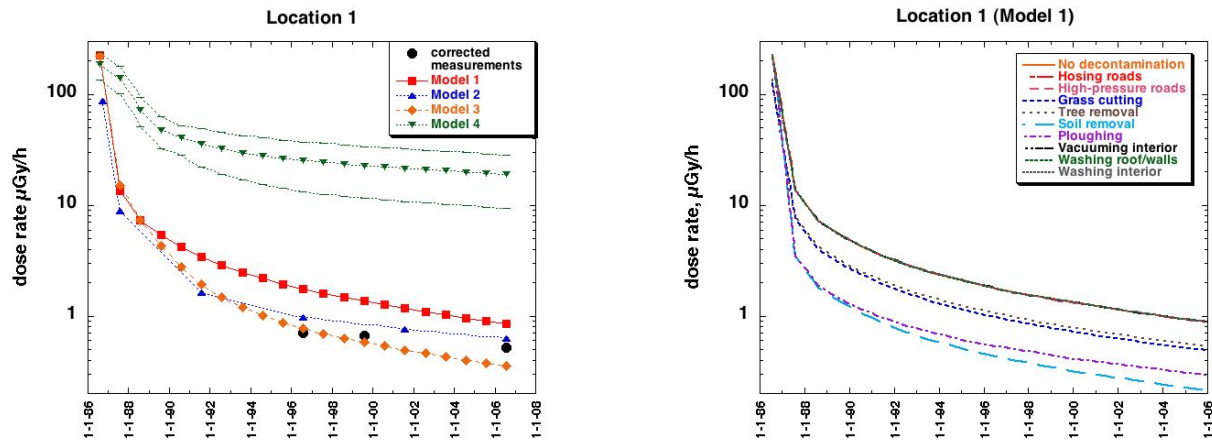 Location 1
dose rate µGy/h
100
10
1
corrected
measurements
Model 1
Model 2
Model 3
Model 4
1-1-86
1-1-88
1-1-90
1-1-92
1-1-94
1-1-96
1-1-98
1-1-00
1-1-02
1-1-04
1-1-06
1-1-08
Location 1 (Model 1)
dose rate, µGy/h
100
10
1
No decontamination
Hosing roads
High-pressure roads
Grass cutting
Tree removal
Soil removal
Ploughing
Vacuuming interior
Washing roof/walls
Washing interior
1-1-86
1-1-88
1-1-90
1-1-92
1-1-94
1-1-96
1-1-98
1-1-00
1-1-02
1-1-04
1-1-06